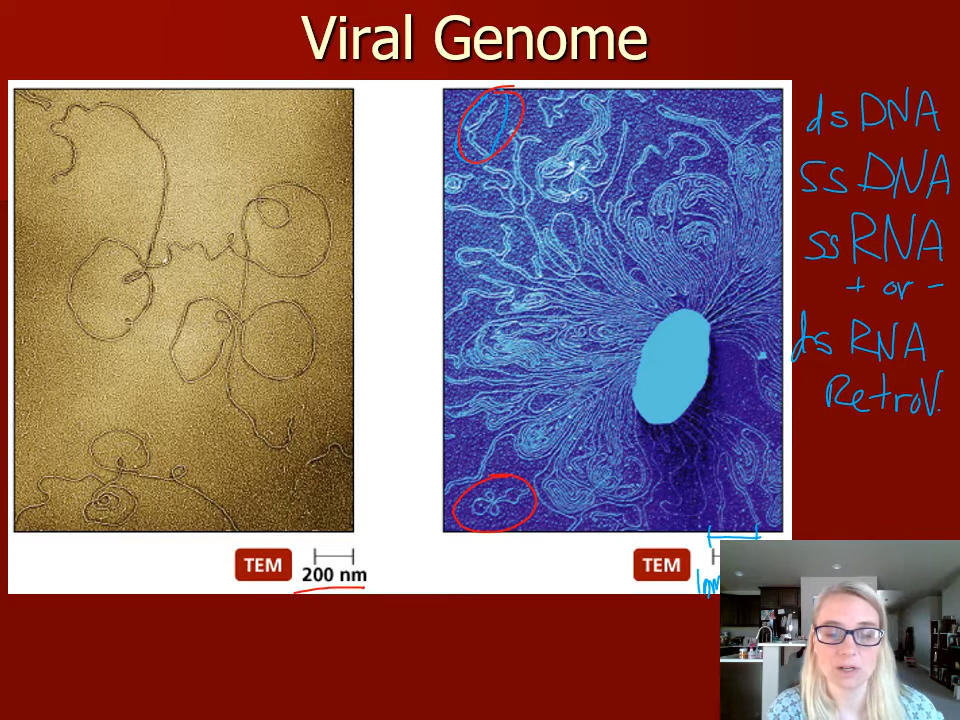 Viral Genome
ds DNA
ss DNA
ss RNA
+ or -
ds RNA
RetroV.
TEM
200 nm
TEM